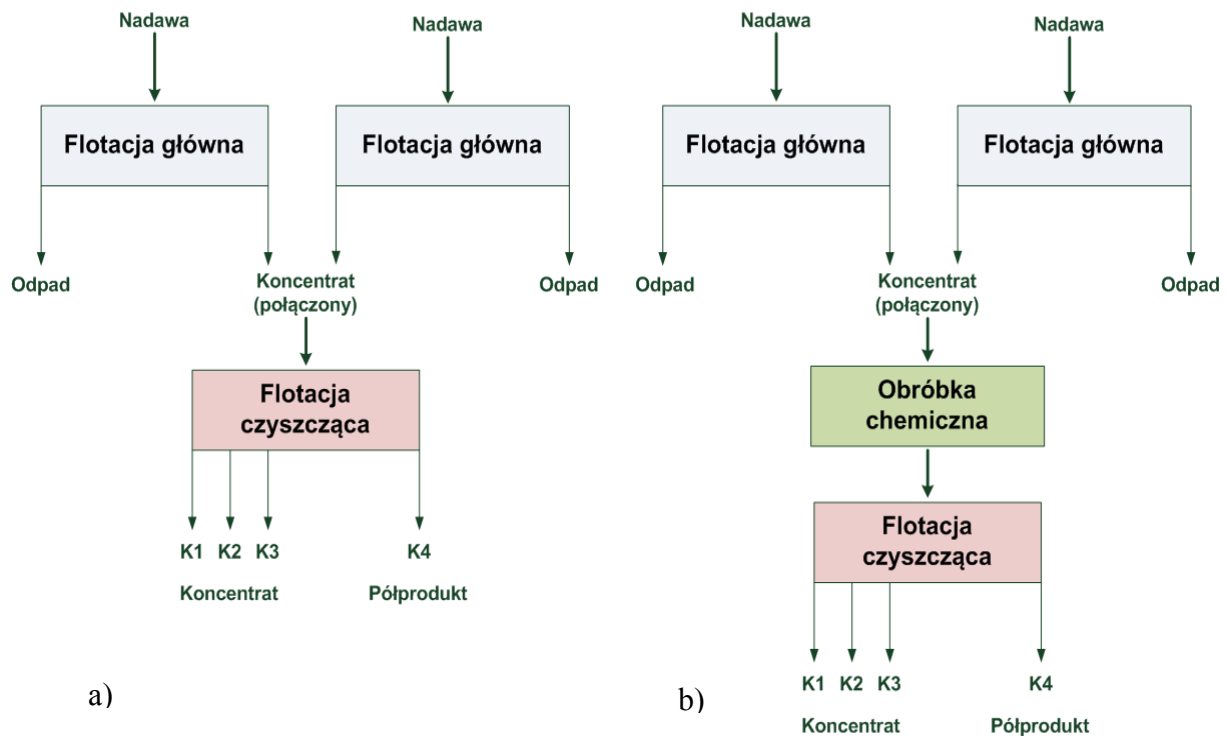 Nadawa
Nadawa
Flotacja główna
Flotacja główna
Odpad
Koncentrat
(połączony)
Odpad
Flotacja
czyszcząca
K1 K2 K3 K4
Koncentrat
Półprodukt
a)
Nadawa
Nadawa
Flotacja główna
Flotacja główna
Odpad
Koncentrat
(połączony)
Odpad
Obróbka
chemiczna
Flotacja
czyszcząca
K1 K2 K3 K4
Koncentrat
Półprodukt
b)